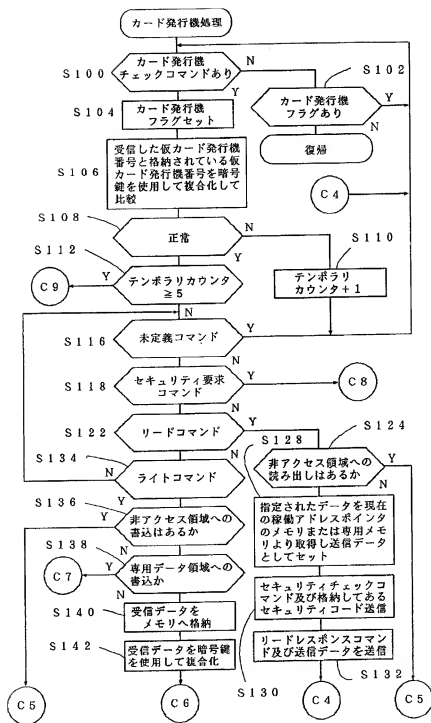 カード発行機処理
S100
カード発行機
チェックコマンドあり
N
Y
S102
カード発行機
フラグあり
Y
N
復帰
S104
カード発行機
フラグセット
S106
受信した仮カード発行機
番号と格納されている仮
カード発行機番号を暗号
鍵を使用して複合化して
比較
C4
S108
正常
N
Y
S110
テンポラリ
カウンタ+1
S112
テンポラリカウンタ
≧5
Y
C9
N
S116
未定義コマンド
Y
N
S118
セキュリティ要求
コマンド
Y
C8
N
S122
リードコマンド
Y
N
S124
非アクセス領域への
読み出しはあるか
Y
N
S128
指定されたデータを現在
の稼働アドレスポインタ
のメモリまたは専用メモ
リより取得し送信データ
としてセット
S134
ライトコマンド
N
Y
S136
非アクセス領域への
書込はあるか
Y
N
S138
専用データ領域への
書込か
Y
C7
N
S130
セキュリティチェックコ
マンド及び格納してある
セキュリティコード送信
S140
受信データを
メモリへ格納
S142
受信データを暗号鍵
を使用して複合化
S132
リードレスポンスコマン
ド及び送信データを送信
C5
C6
C4
C5